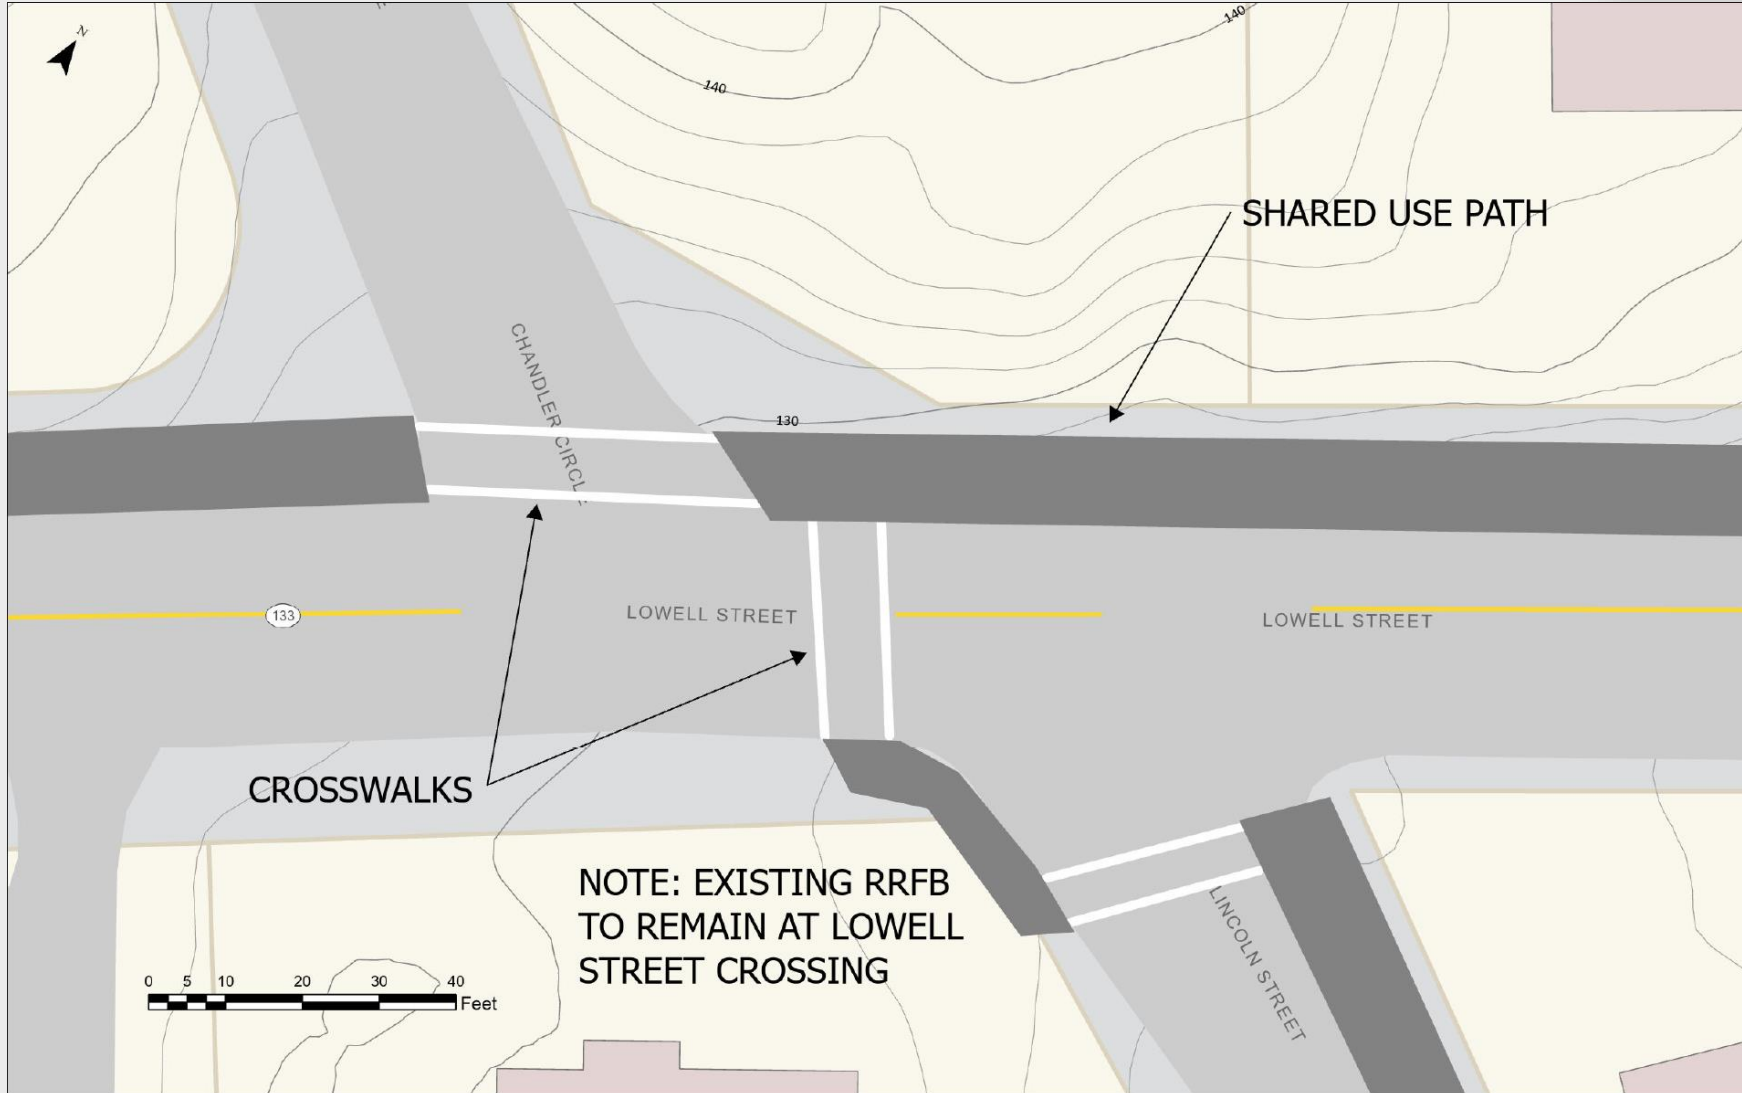 N
140
140
SHARED USE PATH
CHANDLER CIRCLE
130
133
LOWELL STREET
LOWELL STREET
CROSSWALKS
NOTE: EXISTING RRFB
TO REMAIN AT LOWELL
STREET CROSSING
LINCOLN STREET
0 5 10 20 30 40
Feet